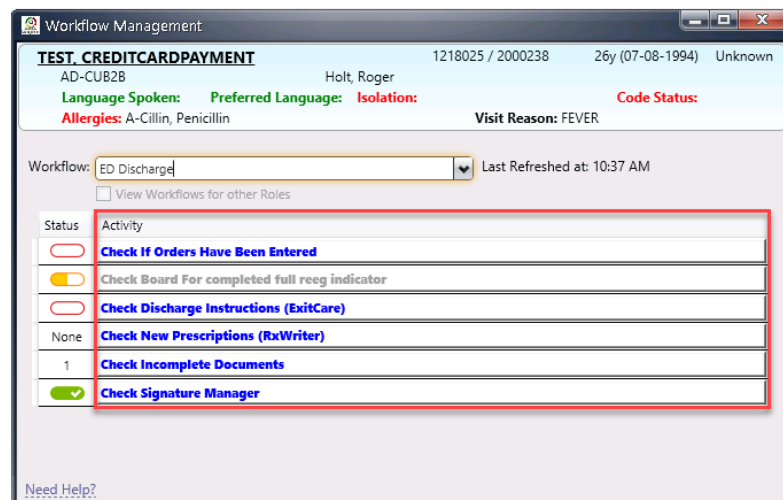 Workflow Management
TEST, CREDITCARDPAYMENT 1218025 / 2000238 26y (07-08-1994) Unknown
AD-CUB2B Holt, Roger
Language Spoken: Preferred Language: Isolation: Code Status:
Allergies: A-Cillin, Penicillin Visit Reason: FEVER
Workflow: ED Discharge Last Refreshed at: 10:37 AM
View Workflows for other Roles
Status Activity
Check If Orders Have Been Entered
Check Board For completed full reeg indicator
Check Discharge Instructions (ExitCare)
None Check New Prescriptions (RxWriter)
1 Check Incomplete Documents
Check Signature Manager
Need Help?